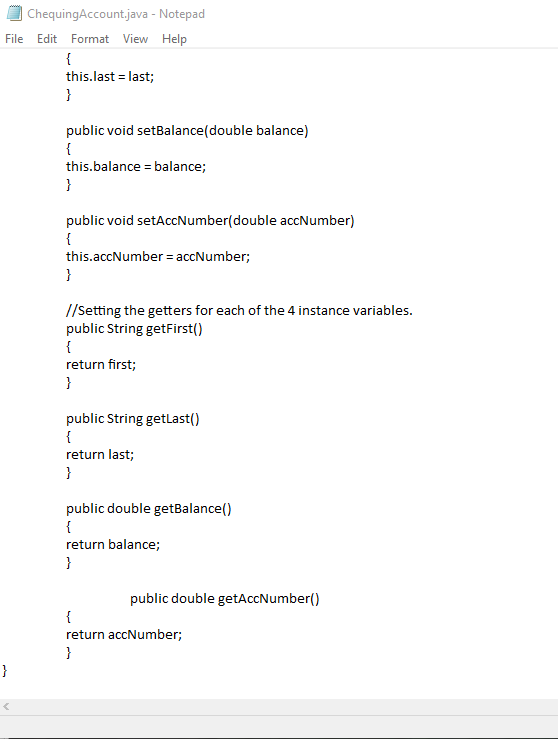 ChequingAccount.java - Notepad
File Edit Format View Help
{
this.last = last;
}
public void setBalance(double balance)
{
this.balance = balance;
}
public void setAccNumber(double accNumber)
{
this.accNumber = accNumber;
}
//Setting the getters for each of the 4 instance variables.
public String getFirst()
{
return first;
}
public String getLast()
{
return last;
}
public double getBalance()
{
return balance;
}
public double getAccNumber()
{
return accNumber;
}
}